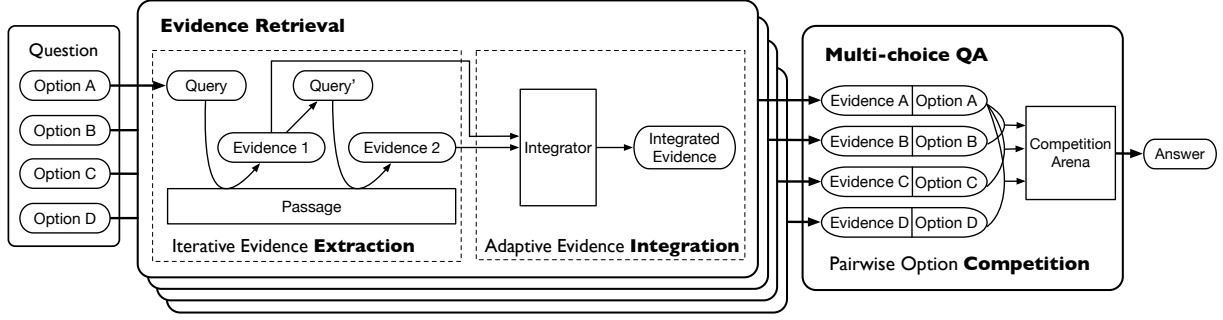 Question
Option A
Option B
Option C
Option D
Evidence Retrieval
Query
Query’
Evidence 1
Evidence 2
Passage
Iterative Evidence Extraction
Integrator
Integrated
Evidence
Adaptive Evidence Integration
Multi-choice QA
Evidence A Option A
Evidence B Option B
Evidence C Option C
Evidence D Option D
Competition
Arena
Pairwise Option Competition
Answer